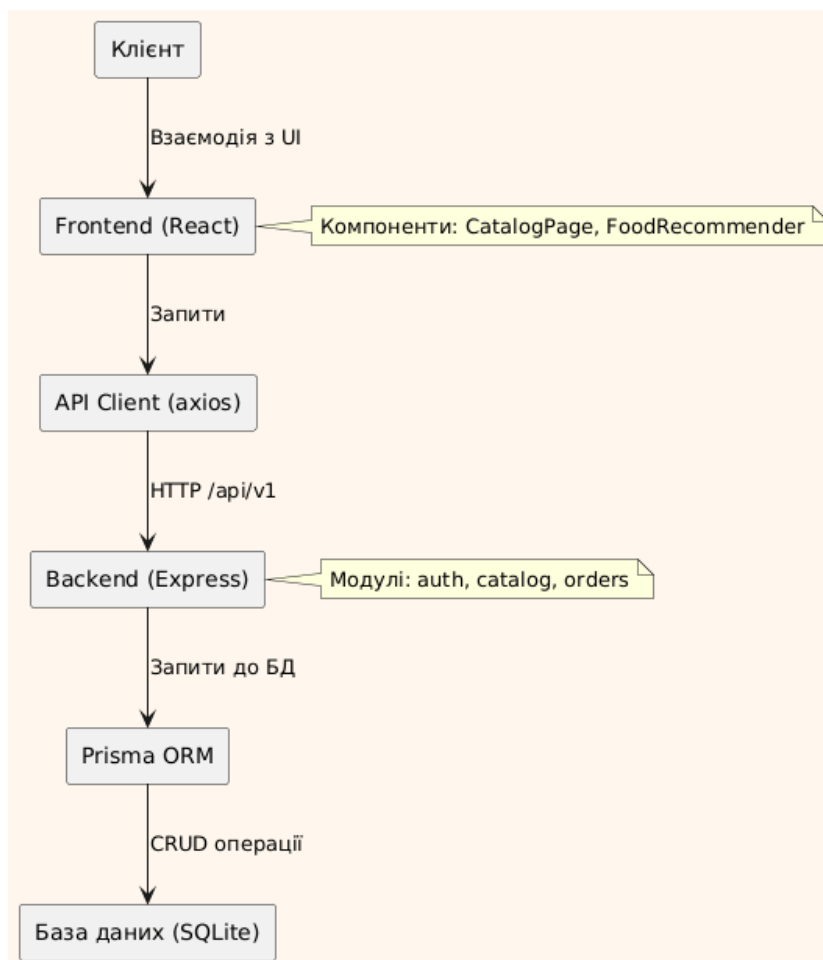 Клієнт
Взаємодія з UI
Frontend (React)
Компоненти: CatalogPage, FoodRecommender
Запити
API Client (axios)
HTTP /api/v1
Backend (Express)
Модулі: auth, catalog, orders
Запити до БД
Prisma ORM
CRUD операції
База даних (SQLite)